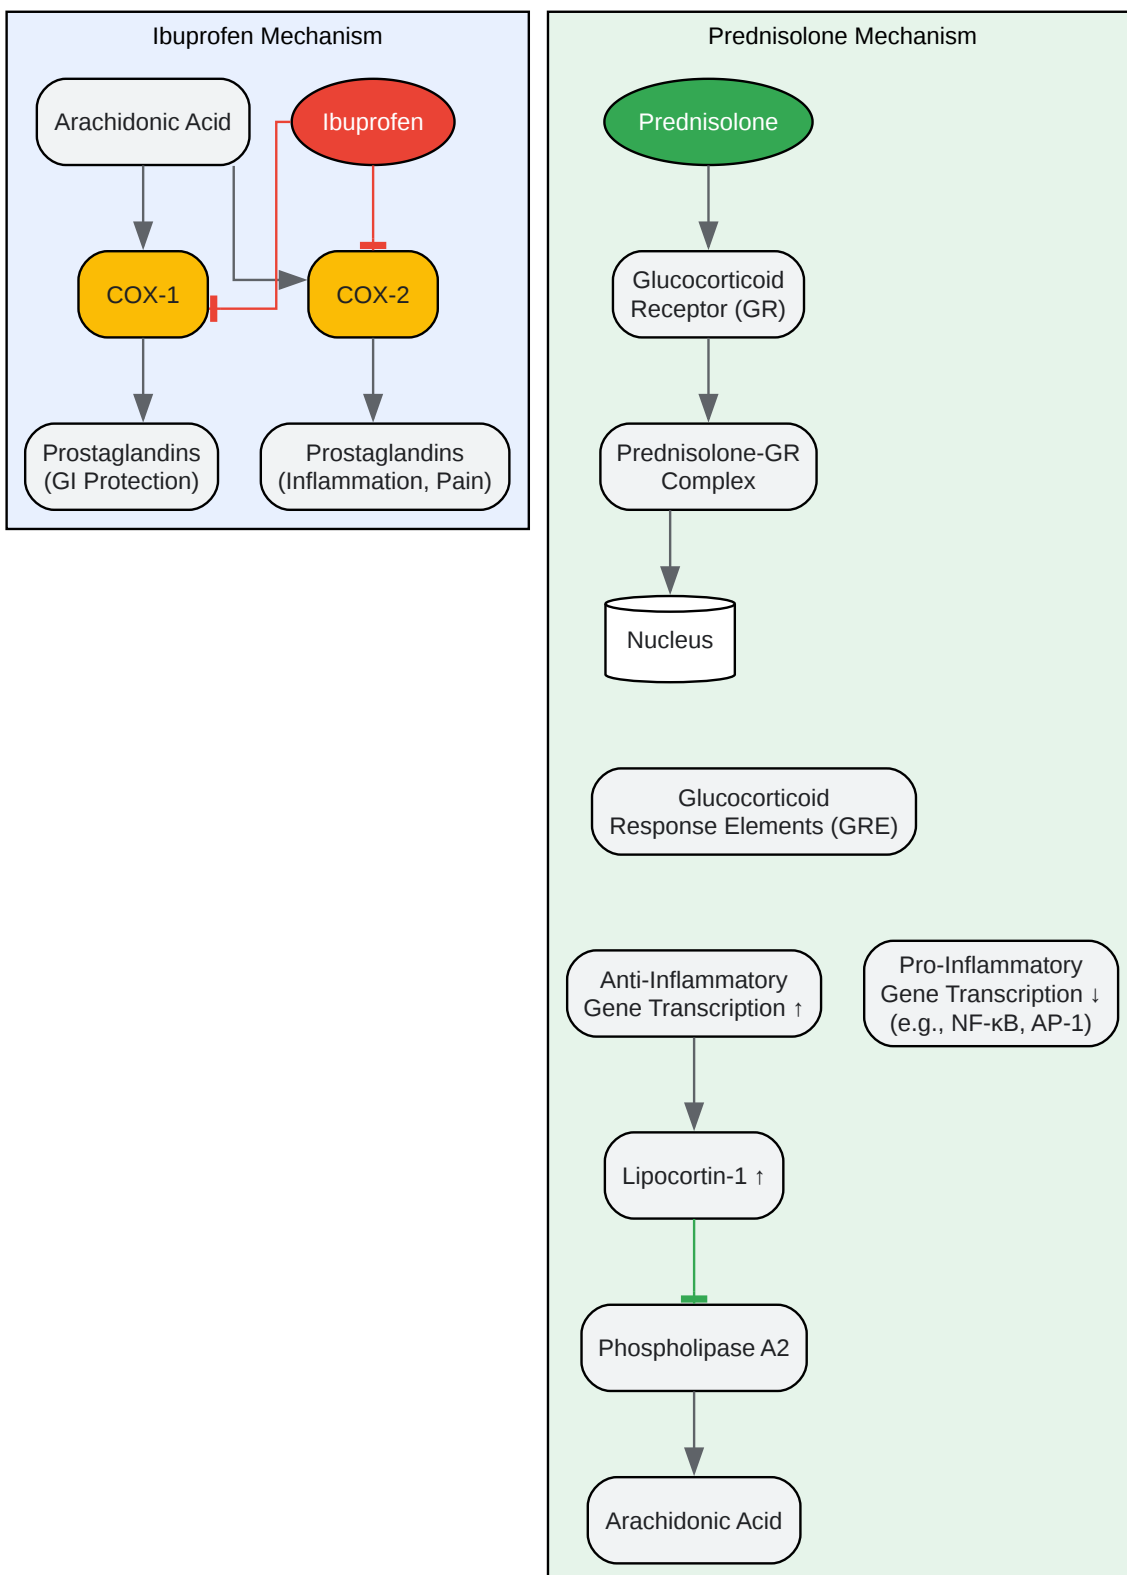 Ibuprofen Mechanism
Arachidonic Acid
Ibuprofen
COX-1
COX-2
Prostaglandins
(GI Protection)
Prostaglandins
(Inflammation, Pain)
Prednisolone Mechanism
Prednisolone
Glucocorticoid
Receptor (GR)
Prednisolone-GR
Complex
Nucleus
Glucocorticoid
Response Elements (GRE)
Anti-Inflammatory
Gene Transcription ↑
Pro-Inflammatory
Gene Transcription ↓
(e.g., NF-κB, AP-1)
Lipocortin-1 ↑
Phospholipase A2
Arachidonic Acid